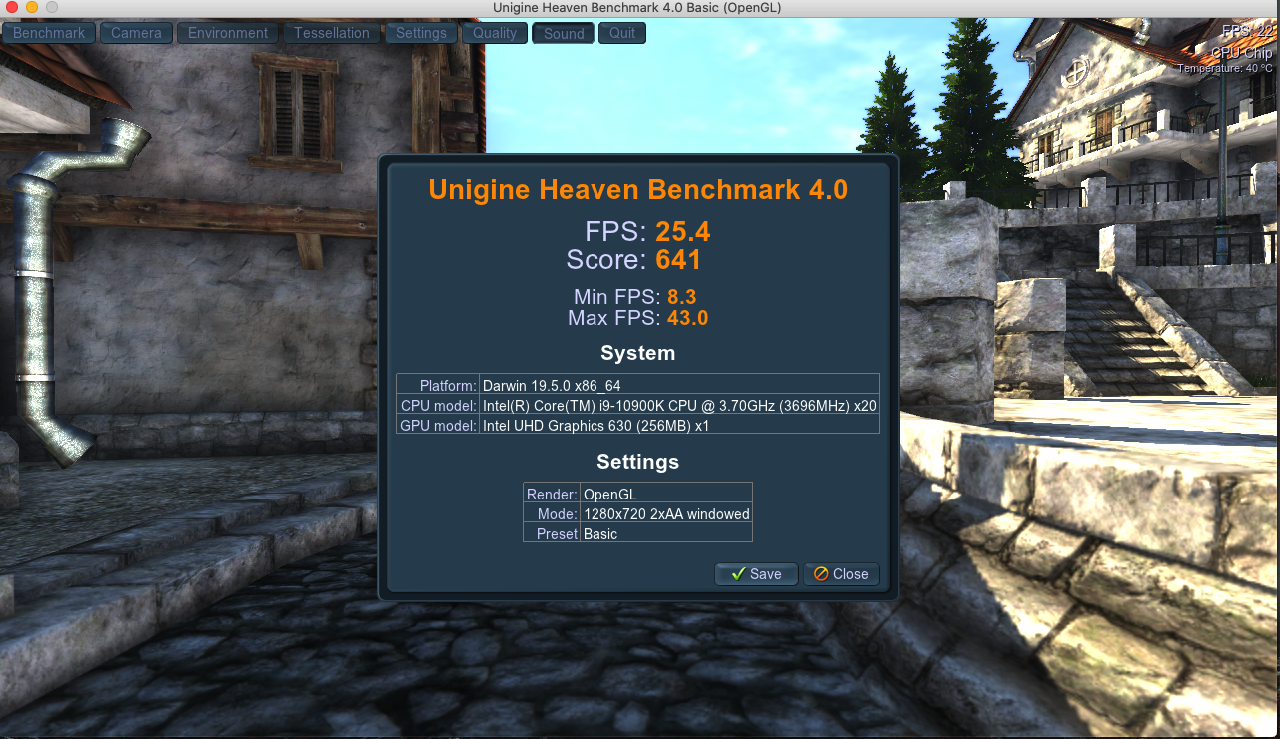 Unigine Heaven Benchmark 4.0 Basic (OpenGL)
Benchmark Camera Environment Tessellation Settings Quality Sound Quit
FPS: 22
CPU Chip
Temperature: 40 °C
Unigine Heaven Benchmark 4.0
FPS: 25.4
Score: 641
Min FPS: 8.3
Max FPS: 43.0
System
Platform: Darwin 19.5.0 x86_64
CPU model: Intel(R) Core(TM) i9-10900K CPU @ 3.70GHz (3696MHz) x20
GPU model: Intel UHD Graphics 630 (256MB) x1
Settings
Render: OpenGL
Mode: 1280x720 2xAA windowed
Preset Basic
Save Close